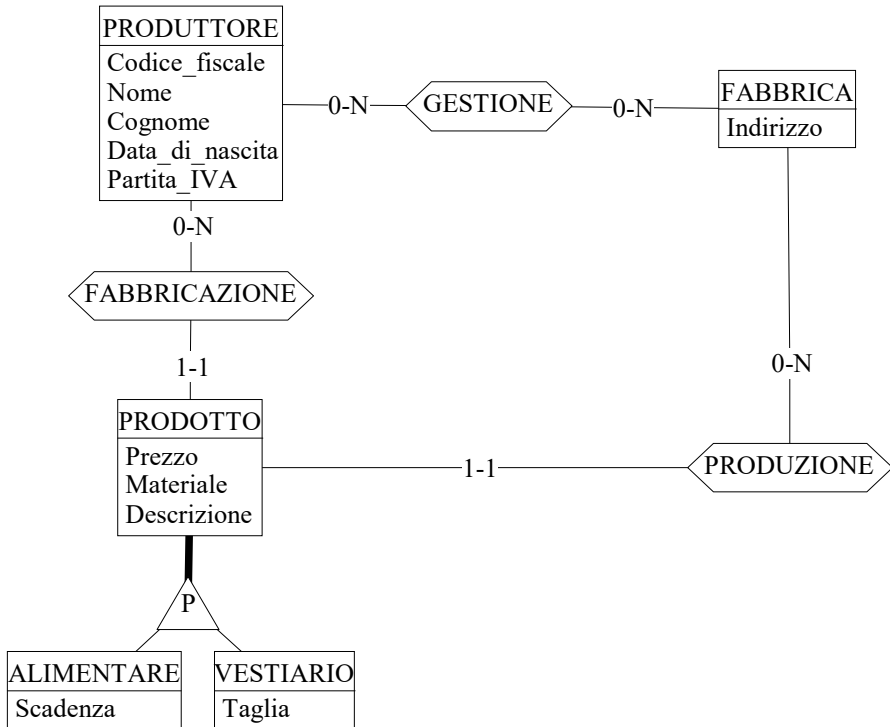 PRODUTTORE
Codice_fiscale
Nome
Cognome
Data_di_nascita
Partita_IVA
0-N
GESTIONE
0-N
FABBRICA
Indirizzo
0-N
FABBRICAZIONE
1-1
0-N
PRODOTTO
Prezzo
Materiale
Descrizione
1-1
PRODUZIONE
P
ALIMENTARE
Scadenza
VESTIARIO
Taglia